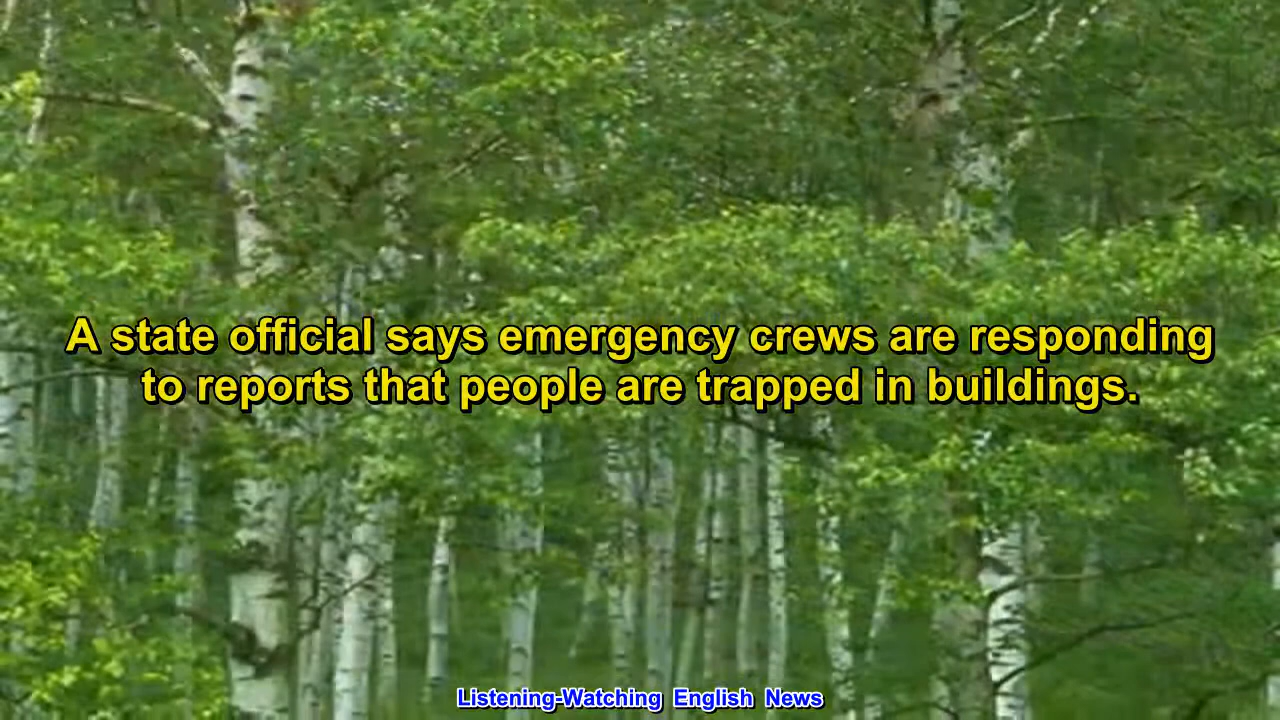 A state official says emergency crews are responding
to reports that people are trapped in buildings.
Listening-Watching English News